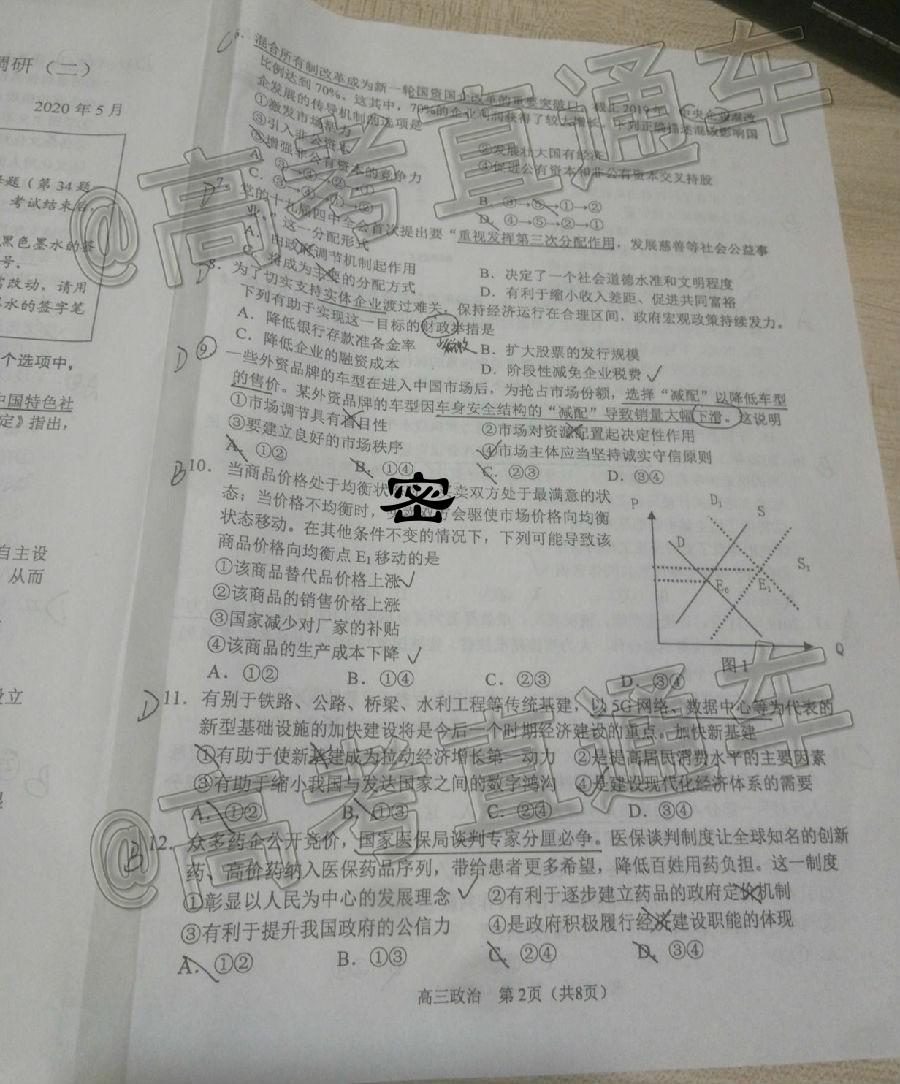 调研（二）
2020 年 5 月
考试结束后，
黑色墨水的签
请用
墨水的签字笔
个选项中，
中国特色社
指出，
自主设
从而
设立
6．混合所有制改革成为新一轮国资国企改革的重要突破口。
比例达到 70%。这其中，70%的企业利润获得了较大增长。下列正确描述混改影响国
企发展的传导机制的选项是
①激发市场活力 ②发展壮大国有经济
③引入非公资本 ④促进公有资本和非公有资本交叉持股
⑤增强非公有资本的竞争力
A．③→④→②→① B．③→⑤→①→②
C．③→④→①→② D．④→⑤→②→①
7．党的十九届四中全会首次提出要“重视发挥第三次分配作用，发展慈善等社会公益事
业。”这一分配形式
A．由政府调节机制起作用 B．决定了一个社会道德水准和文明程度
C．将成为主要的分配方式 D．有利于缩小收入差距、促进共同富裕
8．为了切实支持实体企业渡过难关，保持经济运行在合理区间，政府宏观政策持续发力。
下列有助于实现这一目标的财政举措是
A．降低银行存款准备金率 B．扩大股票的发行规模
C．降低企业的融资成本 D．阶段性减免企业税费
9．一些外资品牌的车型在进入中国市场后，为抢占市场份额，选择“减配”以降低车型
的售价。某外资品牌的车型因车身安全结构的“减配”导致销量大幅下滑。这说明
①市场调节具有盲目性 ②市场对资源配置起决定性作用
③要建立良好的市场秩序 ④市场主体应当坚持诚实守信原则
A．①② B．①④ C．②③ D．③④
10．当商品价格处于均衡状 卖双方处于最满意的状
态；当价格不均衡时， 会驱使市场价格向均衡
状态移动。在其他条件不变的情况下，下列可能导致该
商品价格向均衡点 E₁ 移动的是
①该商品替代品价格上涨
②该商品的销售价格上涨
③国家减少对厂家的补贴
④该商品的生产成本下降
A．①② B．①④ C．②③ D．③④
P D₁ S
D S₁
E₀ E₁
Q
图 1
密
11．有别于铁路、公路、桥梁、水利工程等传统基建，以 5G 网络、数据中心等为代表的
新型基础设施的加快建设将是今后一个时期经济建设的重点。加快新基建
①有助于使新基建成为拉动经济增长第一动力 ②是提高居民消费水平的主要因素
③有助于缩小我国与发达国家之间的数字鸿沟 ④是建设现代化经济体系的需要
A．①② B．①③ C．②④ D．③④
12．众多药企公开竞价，国家医保局谈判专家分厘必争。医保谈判制度让全球知名的创新
药、高价药纳入医保药品序列，带给患者更多希望，降低百姓用药负担。这一制度
①彰显以人民为中心的发展理念 ②有利于逐步建立药品的政府定价机制
③有利于提升我国政府的公信力 ④是政府积极履行经济建设职能的体现
A．①② B．①③ C．②④ D．③④
高三政治 第 2页（共8页）
@高考直通车
@高考直通车